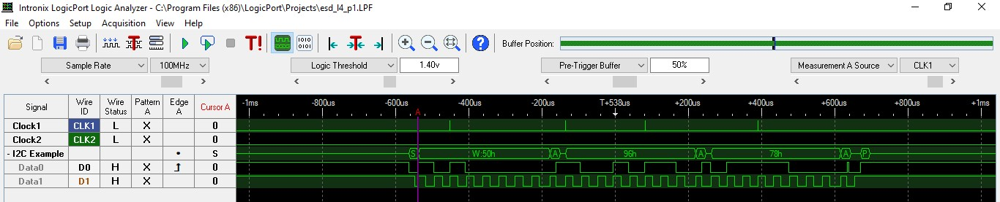 Intronix LogicPort Logic Analyzer - C:\Program Files (x86)\LogicPort\Projects\esd_l4_p1.LPF
File Options Setup Acquisition View Help
T! 1010 0101 T ? Buffer Position:
Sample Rate 100MHz Logic Threshold 1.40v Pre-Trigger Buffer 50% Measurement A Source CLK1
Signal Wire ID Wire Status Pattern A Edge A Cursor A -1ms -600us -400us -200us T+538us +200us +400us +600us +800us +1ms
A
Clock1 CLK1 L X 0
Clock2 CLK2 L X 0
- I2C Example X • S S W:50h A 96h A 78h A P
Data0 D0 H X 0
Data1 D1 H X 0